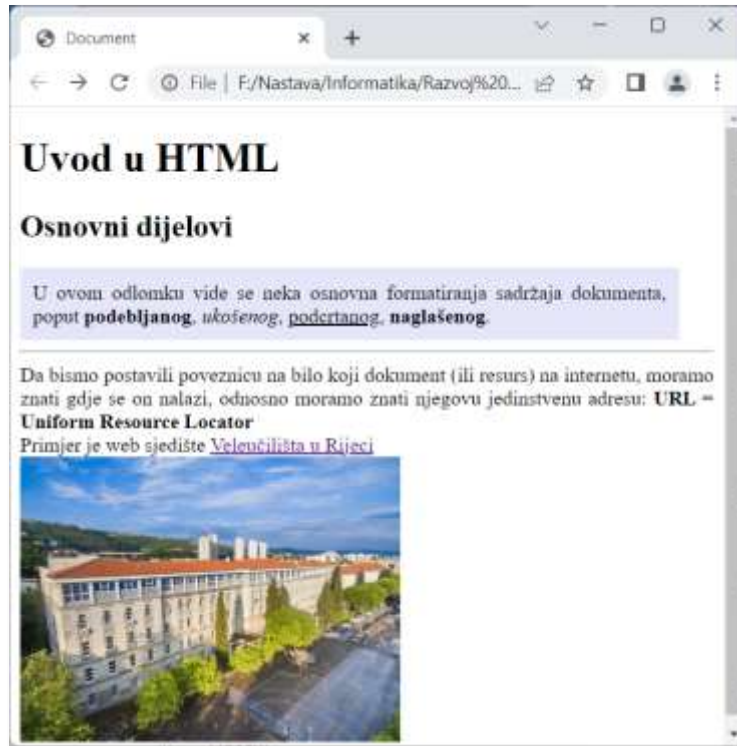 Document
File | F:/Nastava/Informatika/Razvoj%20...
Uvod u HTML
Osnovni dijelovi
U ovom odlomku vide se neka osnovna formatiranja sadržaja dokumenta,
poput podebljanog, ukošenog, podcrtanog, naglašenog.
Da bismo postavili poveznicu na bilo koji dokument (ili resurs) na internetu, moramo
znati gdje se on nalazi, odnosno moramo znati njegovu jedinstvenu adresu: URL =
Uniform Resource Locator
Primjer je web sjedište Veleučilišta u Rijeci